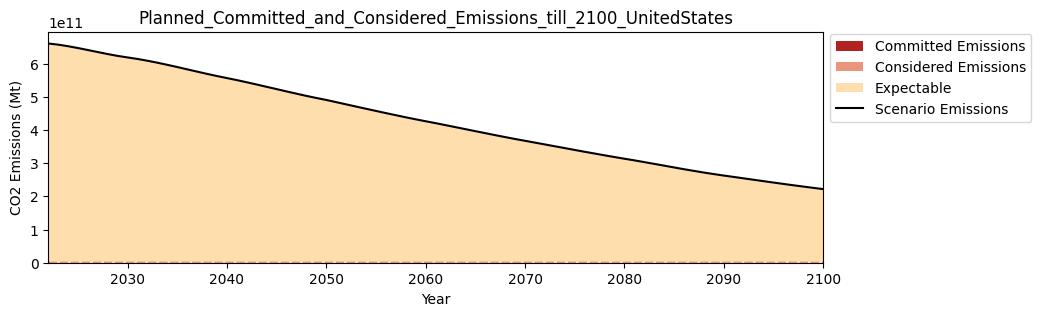 Planned_Committed_and_Considered_Emissions_till_2100_UnitedStates
1e11
6
5
4
3
2
1
0
CO2 Emissions (Mt)
2030 2040 2050 2060 2070 2080 2090 2100
Year
Committed Emissions
Considered Emissions
Expectable
Scenario Emissions